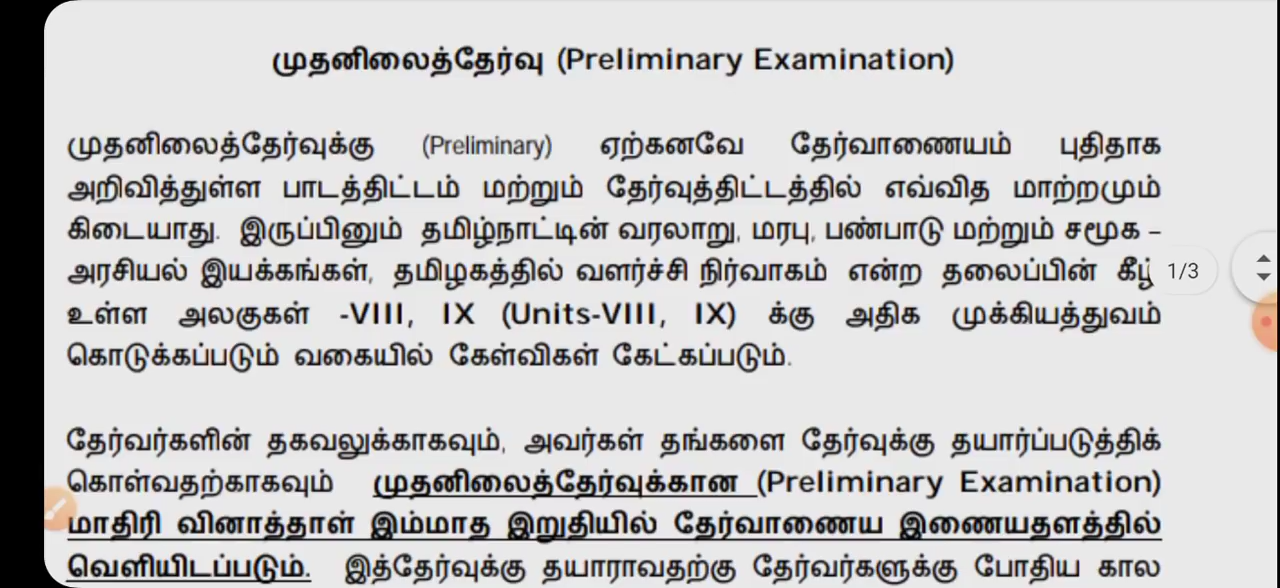 முதனிலைத்தேர்வு (Preliminary Examination)
முதனிலைத்தேர்வுக்கு (Preliminary) ஏற்கனவே தேர்வாணையம் புதிதாக
அறிவித்துள்ள பாடத்திட்டம் மற்றும் தேர்வுத்திட்டத்தில் எவ்வித மாற்றமும்
கிடையாது. இருப்பினும் தமிழ்நாட்டின் வரலாறு, மரபு, பண்பாடு மற்றும் சமூக –
அரசியல் இயக்கங்கள், தமிழகத்தில் வளர்ச்சி நிர்வாகம் என்ற தலைப்பின் கீழ்
1/3
உள்ள அலகுகள் -VIII, IX (Units-VIII, IX) க்கு அதிக முக்கியத்துவம்
கொடுக்கப்படும் வகையில் கேள்விகள் கேட்கப்படும்.
தேர்வர்களின் தகவலுக்காகவும், அவர்கள் தங்களை தேர்வுக்கு தயார்ப்படுத்திக்
கொள்வதற்காகவும் முதனிலைத்தேர்வுக்கான (Preliminary Examination)
மாதிரி வினாத்தாள் இம்மாத இறுதியில் தேர்வாணைய இணையதளத்தில்
வெளியிடப்படும். இத்தேர்வுக்கு தயாராவதற்கு தேர்வர்களுக்கு போதிய கால